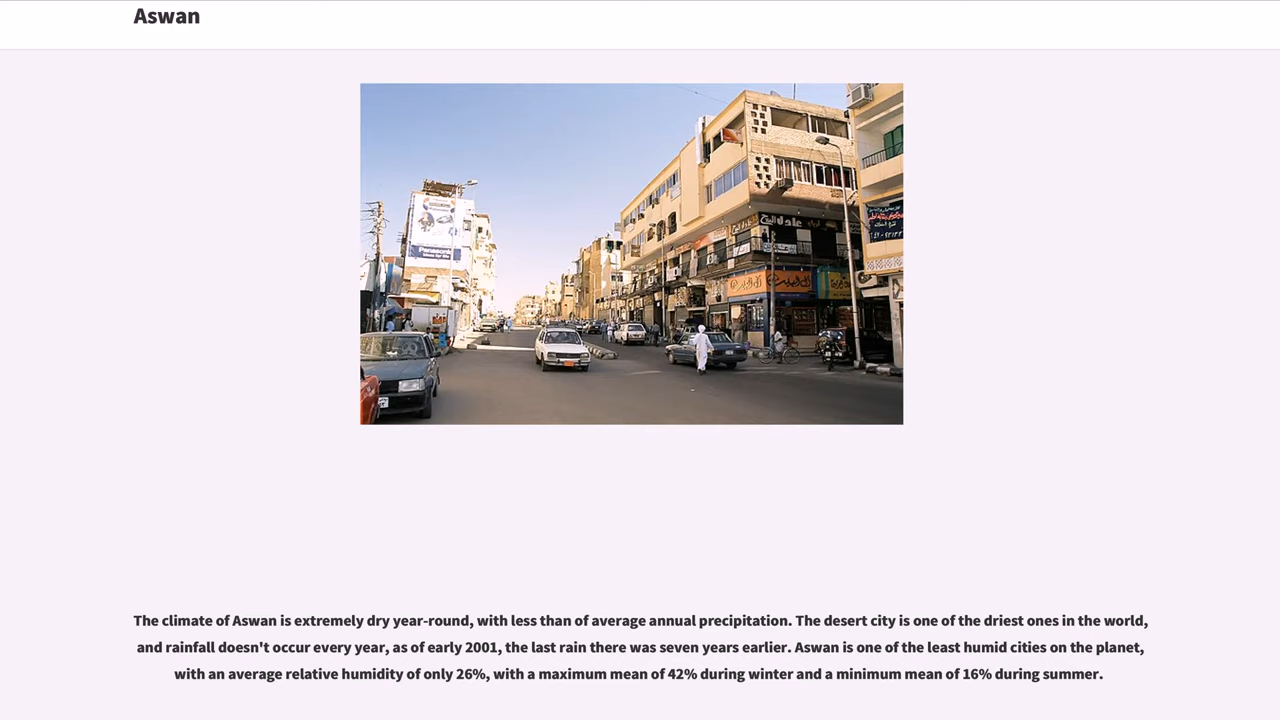 Aswan
Panasonic
عادل
The climate of Aswan is extremely dry year-round, with less than of average annual precipitation. The desert city is one of the driest ones in the world,
and rainfall doesn't occur every year, as of early 2001, the last rain there was seven years earlier. Aswan is one of the least humid cities on the planet,
with an average relative humidity of only 26%, with a maximum mean of 42% during winter and a minimum mean of 16% during summer.